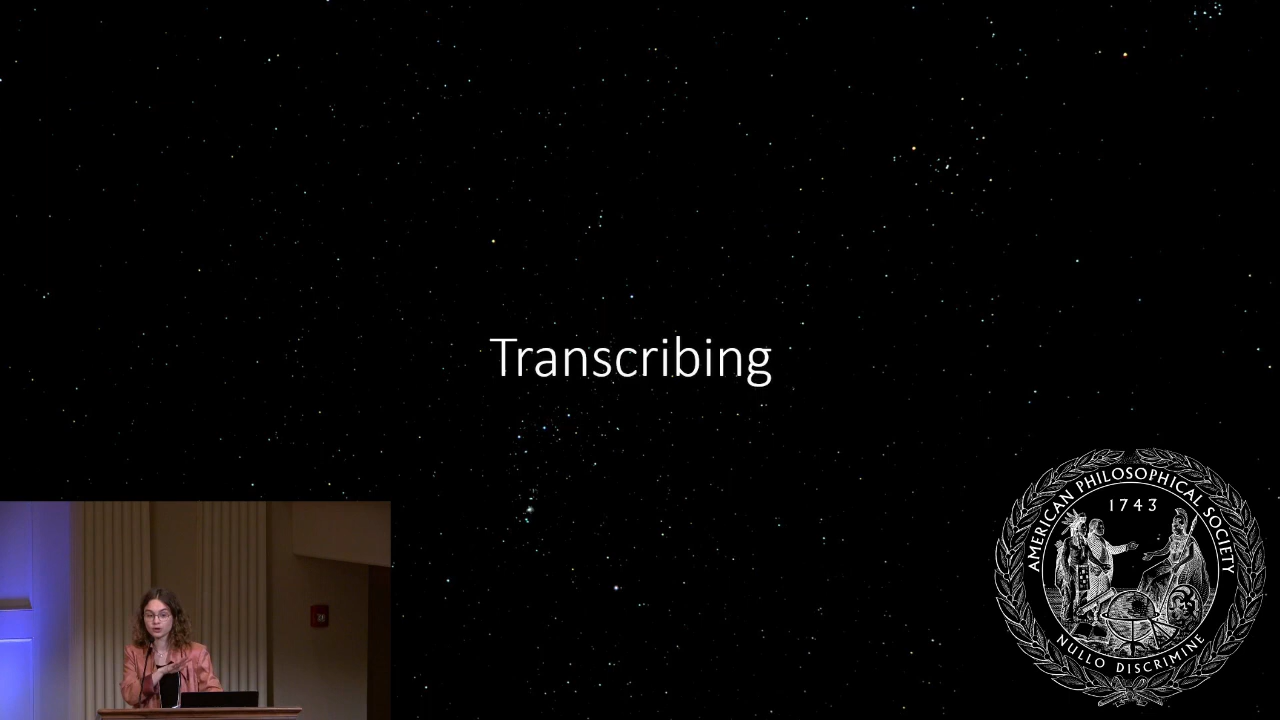 Transcribing
AMERICAN PHILOSOPHICAL SOCIETY
1743
NULLO DISCRIMINE